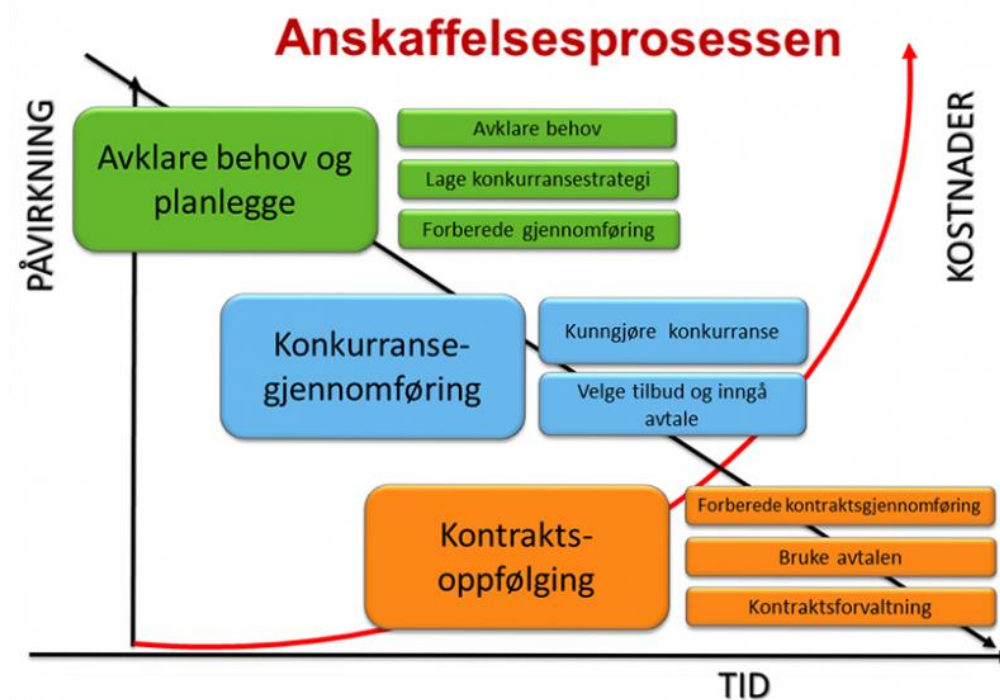 Anskaffelsesprosessen
PÅVIRKNING
KOSTNADER
Avklare behov og
planlegge
Avklare behov
Lage konkurransestrategi
Forberede gjennomføring
Konkurranse-
gjennomføring
Kunngjøre konkurranse
Velge tilbud og inngå
avtale
Kontrakts-
oppfølging
Forberede kontraktsgjennomføring
Bruke avtalen
Kontraktsforvaltning
TID